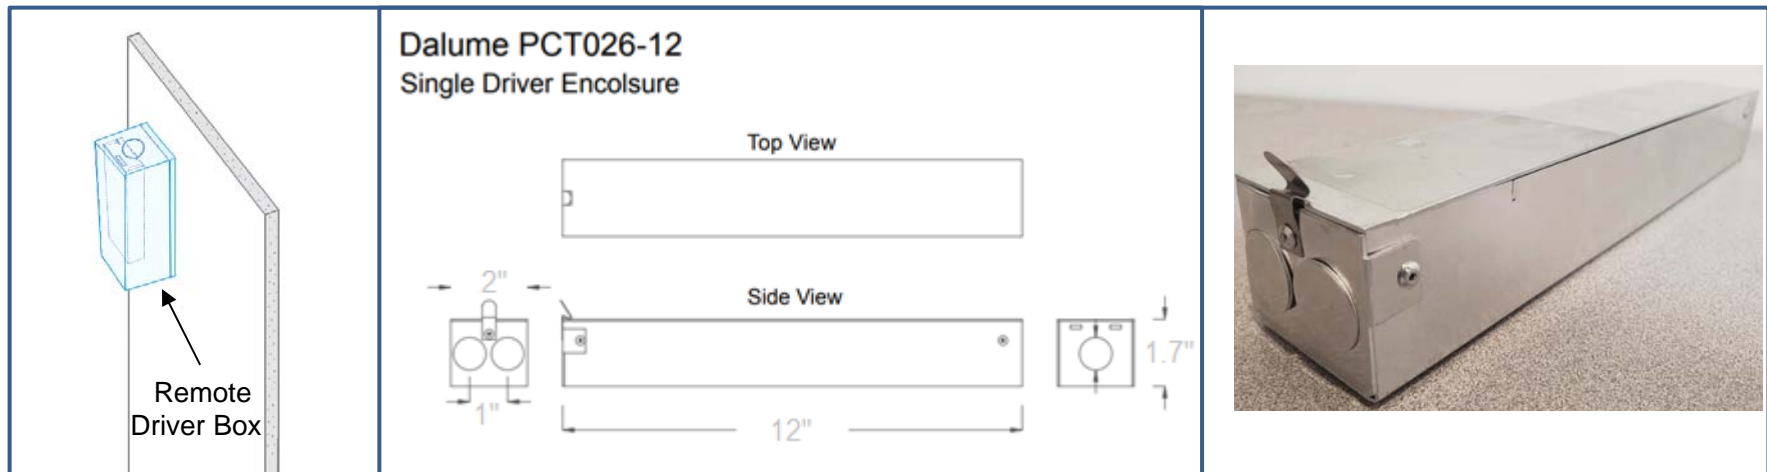 Remote
Driver Box
Dalume PCT026-12
Single Driver Encolsure
Top View
2"
Side View
1.7"
1"
12"